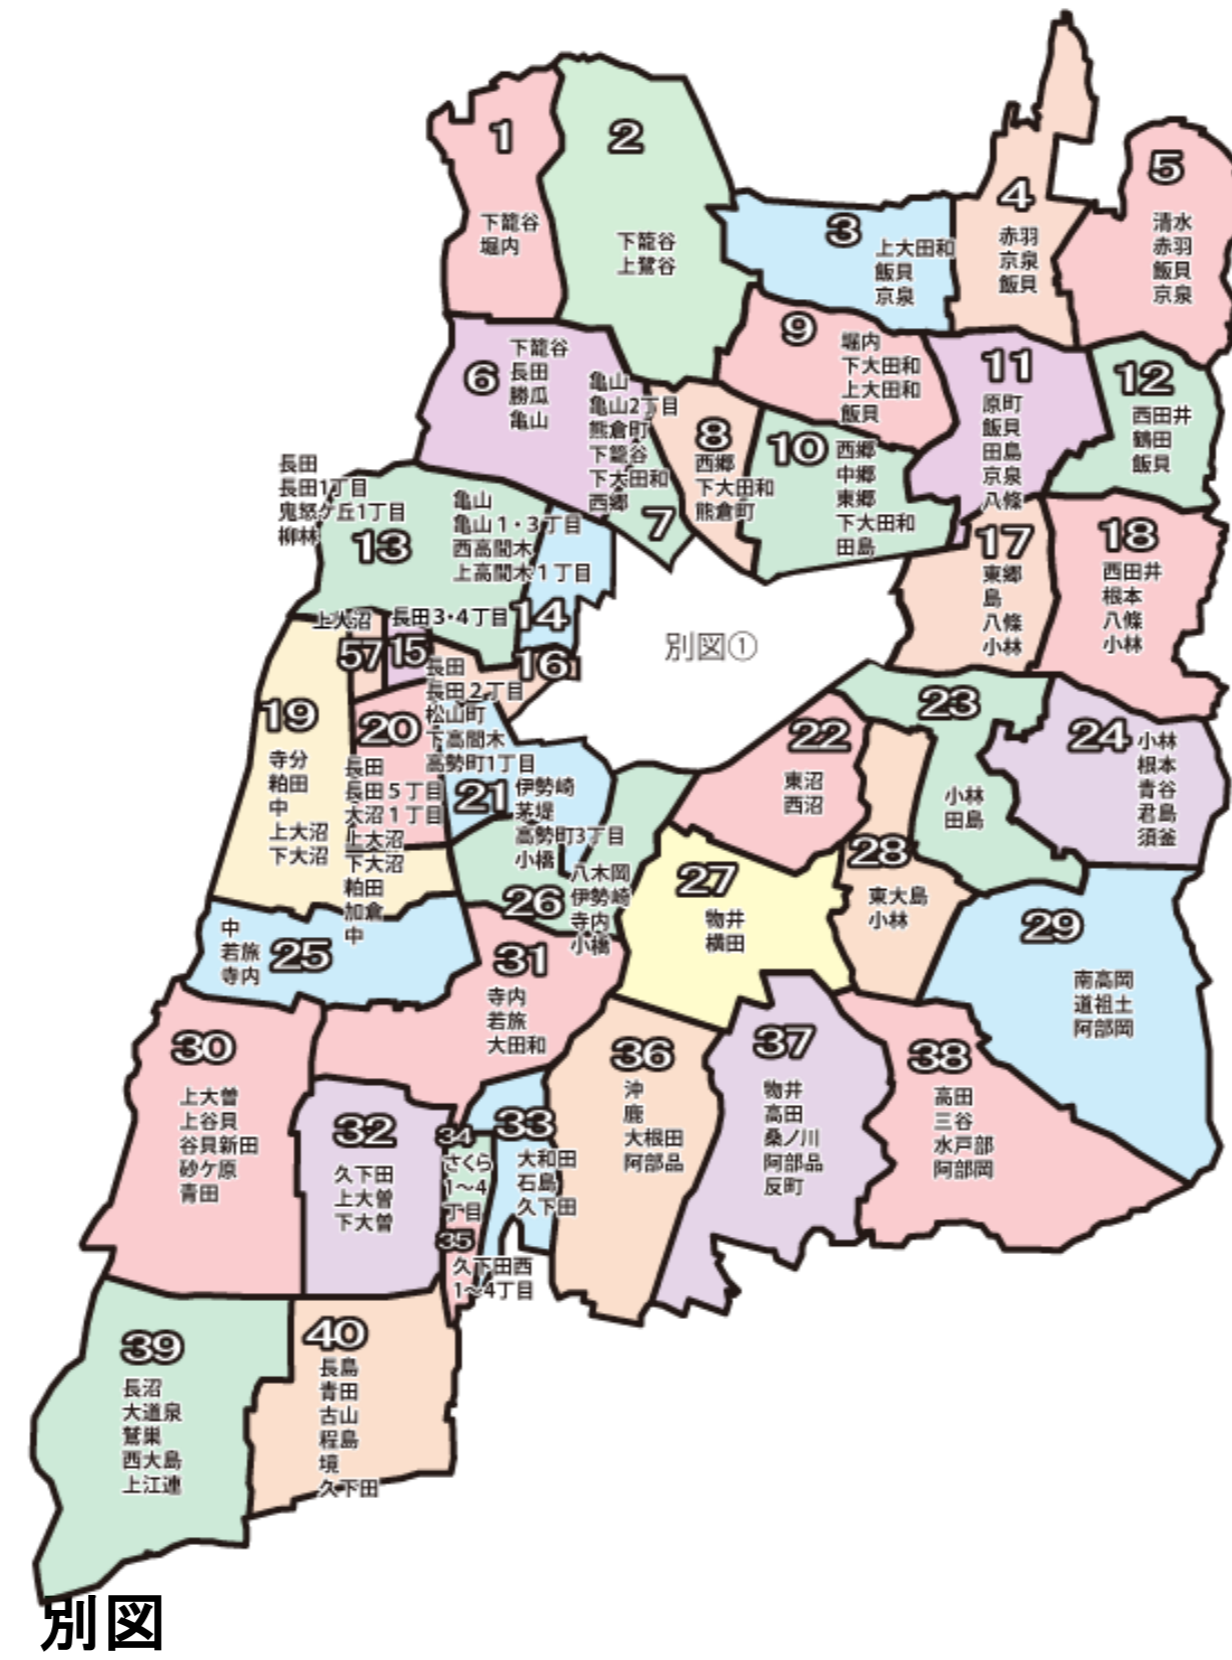 1
下籠谷
堀内
2
下籠谷
上鷺谷
3
上大田和
飯貝
京泉
4
赤羽
京泉
飯貝
5
清水
赤羽
飯貝
京泉
6
下籠谷
長田
勝瓜
亀山
亀山
亀山2丁目
熊倉町
下籠谷
下大田和
西郷
7
8
西郷
下大田和
熊倉町
9
堀内
下大田和
上大田和
飯貝
10
西郷
中郷
東郷
下大田和
田島
11
原町
飯貝
田島
京泉
八條
12
西田井
鶴田
飯貝
長田
長田1丁目
鬼怒ケ丘1丁目
柳林
13
亀山
亀山1・3丁目
西高間木
上高間木1丁目
14
長田3・4丁目
15
上大沼
57
16
長田
長田2丁目
松山町
下高間木
高勢町1丁目
別図①
17
東郷
島
八條
小林
18
西田井
根本
八條
小林
19
寺分
粕田
中
上大沼
下大沼
20
長田
長田5丁目
大沼1丁目
上大沼
下大沼
粕田
加倉
中
21
伊勢崎
茅堤
高勢町3丁目
小橋
22
東沼
西沼
23
小林
田島
24
小林
根本
青谷
君島
須釜
25
中
若旅
寺内
26
八木岡
伊勢崎
寺内
小橋
27
物井
横田
28
東大島
小林
29
南高岡
道祖土
阿部岡
30
上大曽
上谷貝
谷貝新田
砂ケ原
青田
31
寺内
若旅
大田和
32
久下田
上大曽
下大曽
33
大和田
石島
久下田
34
さくら
1～4
丁目
35
久下田西
1～4丁目
36
沖
鹿
大根田
阿部品
37
物井
高田
桑ノ川
阿部品
反町
38
高田
三谷
水戸部
阿部岡
39
長沼
大道泉
鷲巣
西大島
上江連
40
長島
青田
古山
程島
境
久下田
別図